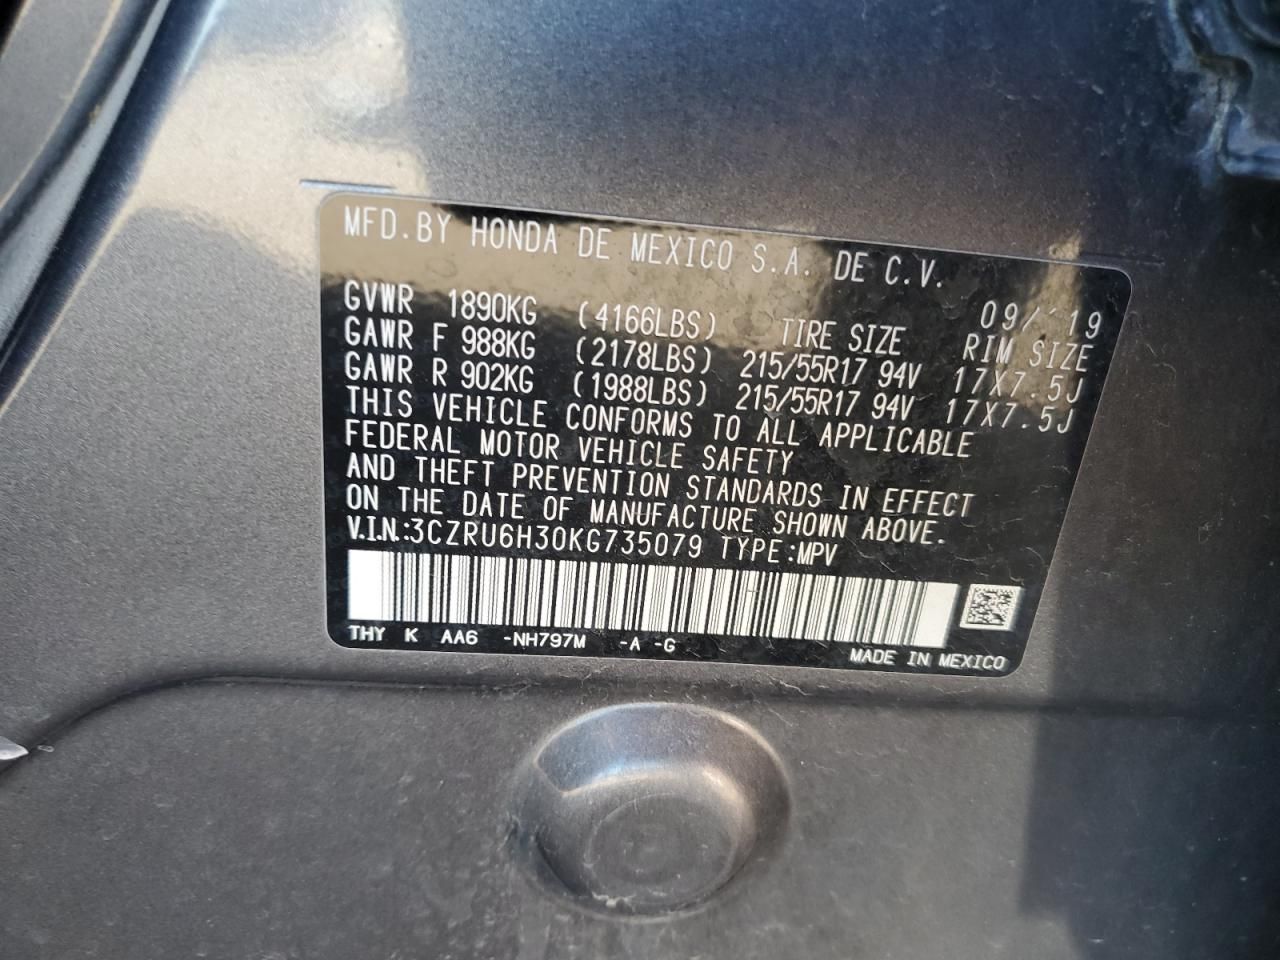 MFD.BY HONDA DE MEXICO S.A. DE C.V.
09/'19
GVWR 1890KG (4166LBS) TIRE SIZE RIM SIZE
GAWR F 988KG (2178LBS) 215/55R17 94V 17X7.5J
GAWR R 902KG (1988LBS) 215/55R17 94V 17X7.5J
THIS VEHICLE CONFORMS TO ALL APPLICABLE
FEDERAL MOTOR VEHICLE SAFETY
AND THEFT PREVENTION STANDARDS IN EFFECT
ON THE DATE OF MANUFACTURE SHOWN ABOVE.
V.I.N.:3CZRU6H30KG735079 TYPE:MPV
THY K AA6 -NH797M -A -G
MADE IN MEXICO